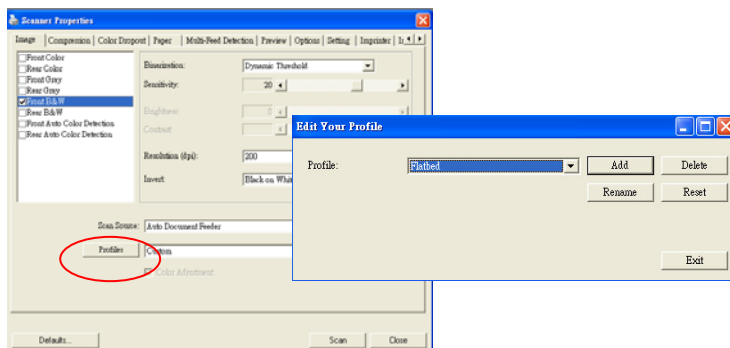 Scanner Properties
Image Compression Color Dropout Paper Multi-Feed Detection Preview Options Setting Imprinter
Front Color
Rear Color
Front Gray
Rear Gray
Front B&W
Rear B&W
Front Auto Color Detection
Rear Auto Color Detection
Binarization: Dynamic Threshold
Sensitivity: 20
Brightness: 0
Contrast:
Resolution (dpi): 200
Invert: Black on Whit
Scan Source: Auto Document Feeder
Profiles Custom
Color Adjustment
Defaults... Scan Close
Edit Your Profile
Profile: Flatbed Add Delete
Rename Reset
Exit